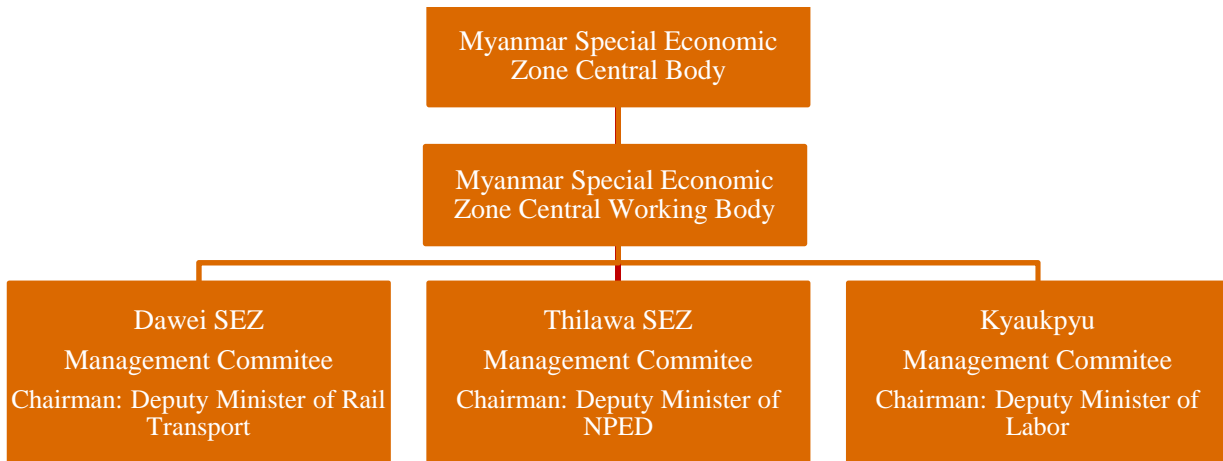 Myanmar Special Economic
Zone Central Body
Myanmar Special Economic
Zone Central Working Body
Dawei SEZ
Management Commitee
Chairman: Deputy Minister of Rail
Transport
Thilawa SEZ
Management Commitee
Chairman: Deputy Minister of
NPED
Kyaukpyu
Management Commitee
Chairman: Deputy Minister of
Labor